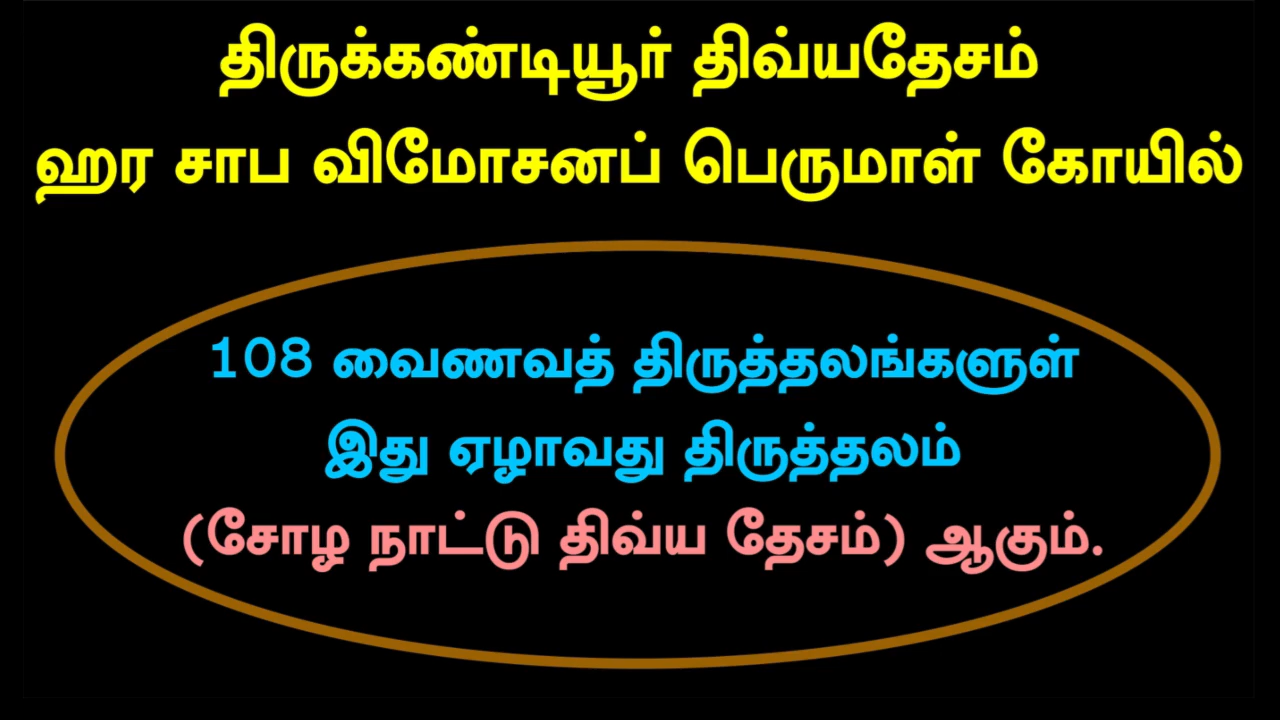 திருக்கண்டியூர் திவ்யதேசம்
ஹர சாப விமோசனப் பெருமாள் கோயில்
108 வைணவத் திருத்தலங்களுள்
இது ஏழாவது திருத்தலம்
(சோழ நாட்டு திவ்ய தேசம்) ஆகும்.